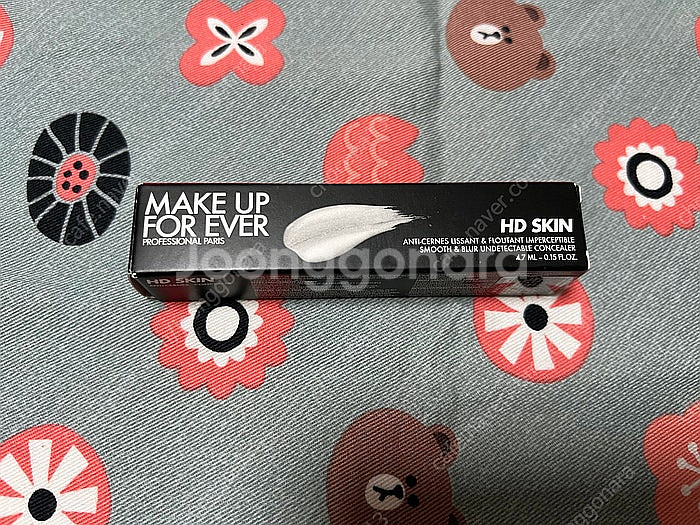 MAKE UP
FOR EVER
PROFESSIONAL PARIS
HD SKIN
ANTI-CERNES LISSANT & FLOUTANT IMPERCEPTIBLE
SMOOTH & BLUR UNDETECTABLE CONCEALER
4.7 ML - 0.15 FL.OZ.
Joonggonara
HD SKIN